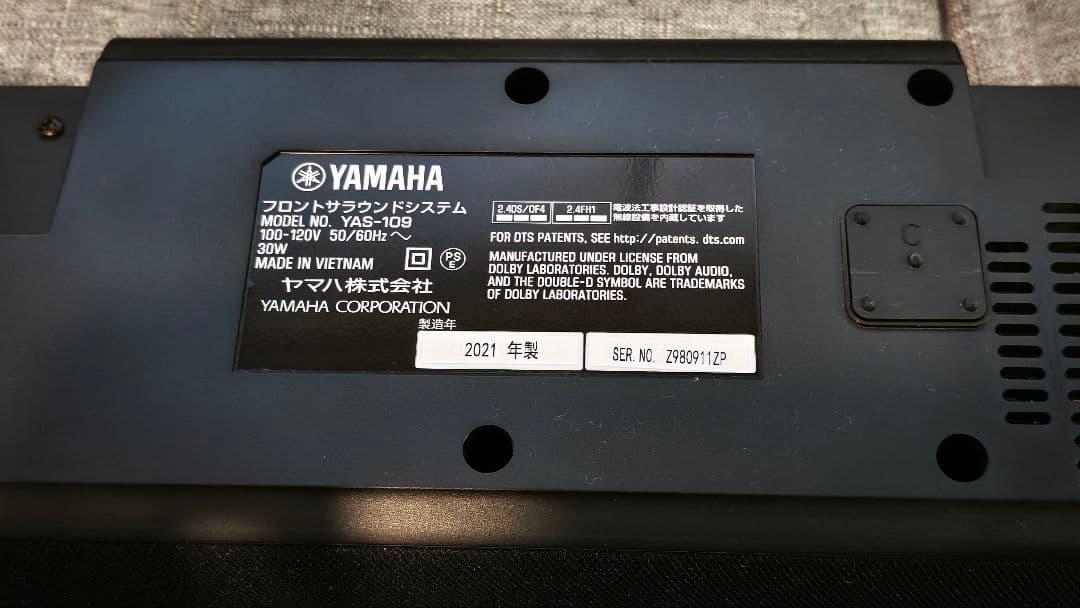 YAMAHA
フロントサラウンドシステム
MODEL NO. YAS-109
100-120V 50/60Hz～
30W
MADE IN VIETNAM
PS
E
ヤマハ株式会社
YAMAHA CORPORATION
2.4DS/OF4
2.4FH1
電波法工事設計認証を取得した
無線設備を内蔵しています
FOR DTS PATENTS, SEE http://patents.dts.com
MANUFACTURED UNDER LICENSE FROM
DOLBY LABORATORIES. DOLBY, DOLBY AUDIO,
AND THE DOUBLE-D SYMBOL ARE TRADEMARKS
OF DOLBY LABORATORIES.
製造年
2021 年製
SER. NO. Z980911ZP
C